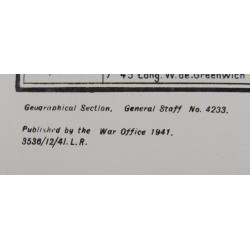 7°45'Long. W. de. Greenwich
Geographical Section, General Staff No. 4233.
Published by the War Office 1941.
3536/12/41. L.R.